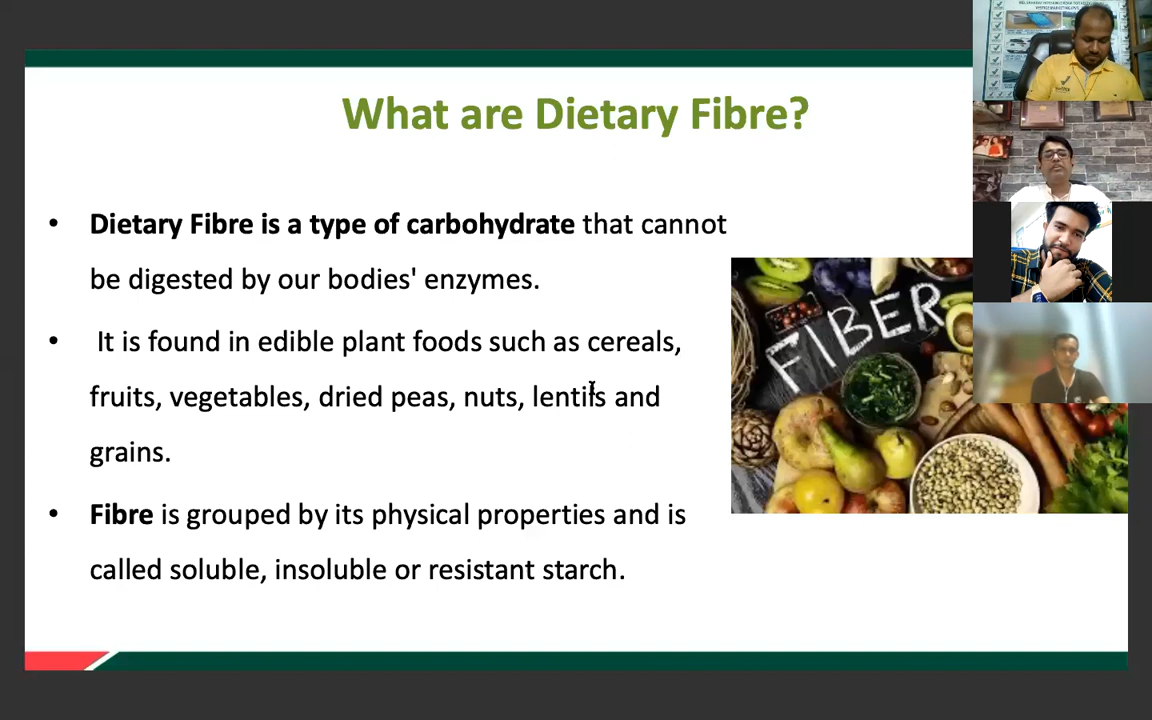 What are Dietary Fibre?
• Dietary Fibre is a type of carbohydrate that cannot
be digested by our bodies' enzymes.
• It is found in edible plant foods such as cereals,
fruits, vegetables, dried peas, nuts, lentils and
grains.
• Fibre is grouped by its physical properties and is
called soluble, insoluble or resistant starch.
FIBER